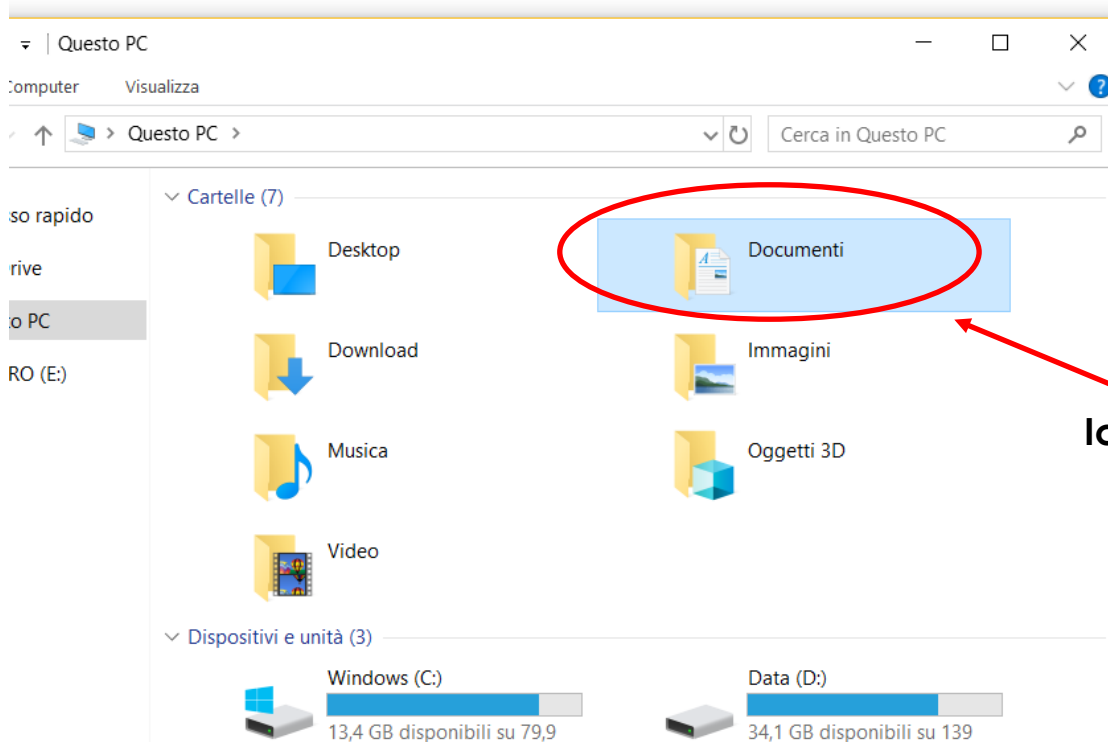 Questo PC
Computer Visualizza
Questo PC
Cerca in Questo PC
so rapido
rive
o PC
RO (E:)
Cartelle (7)
Desktop
Documenti
Download
Immagini
Musica
Oggetti 3D
Video
Dispositivi e unità (3)
Windows (C:)
13,4 GB disponibili su 79,9
Data (D:)
34,1 GB disponibili su 139